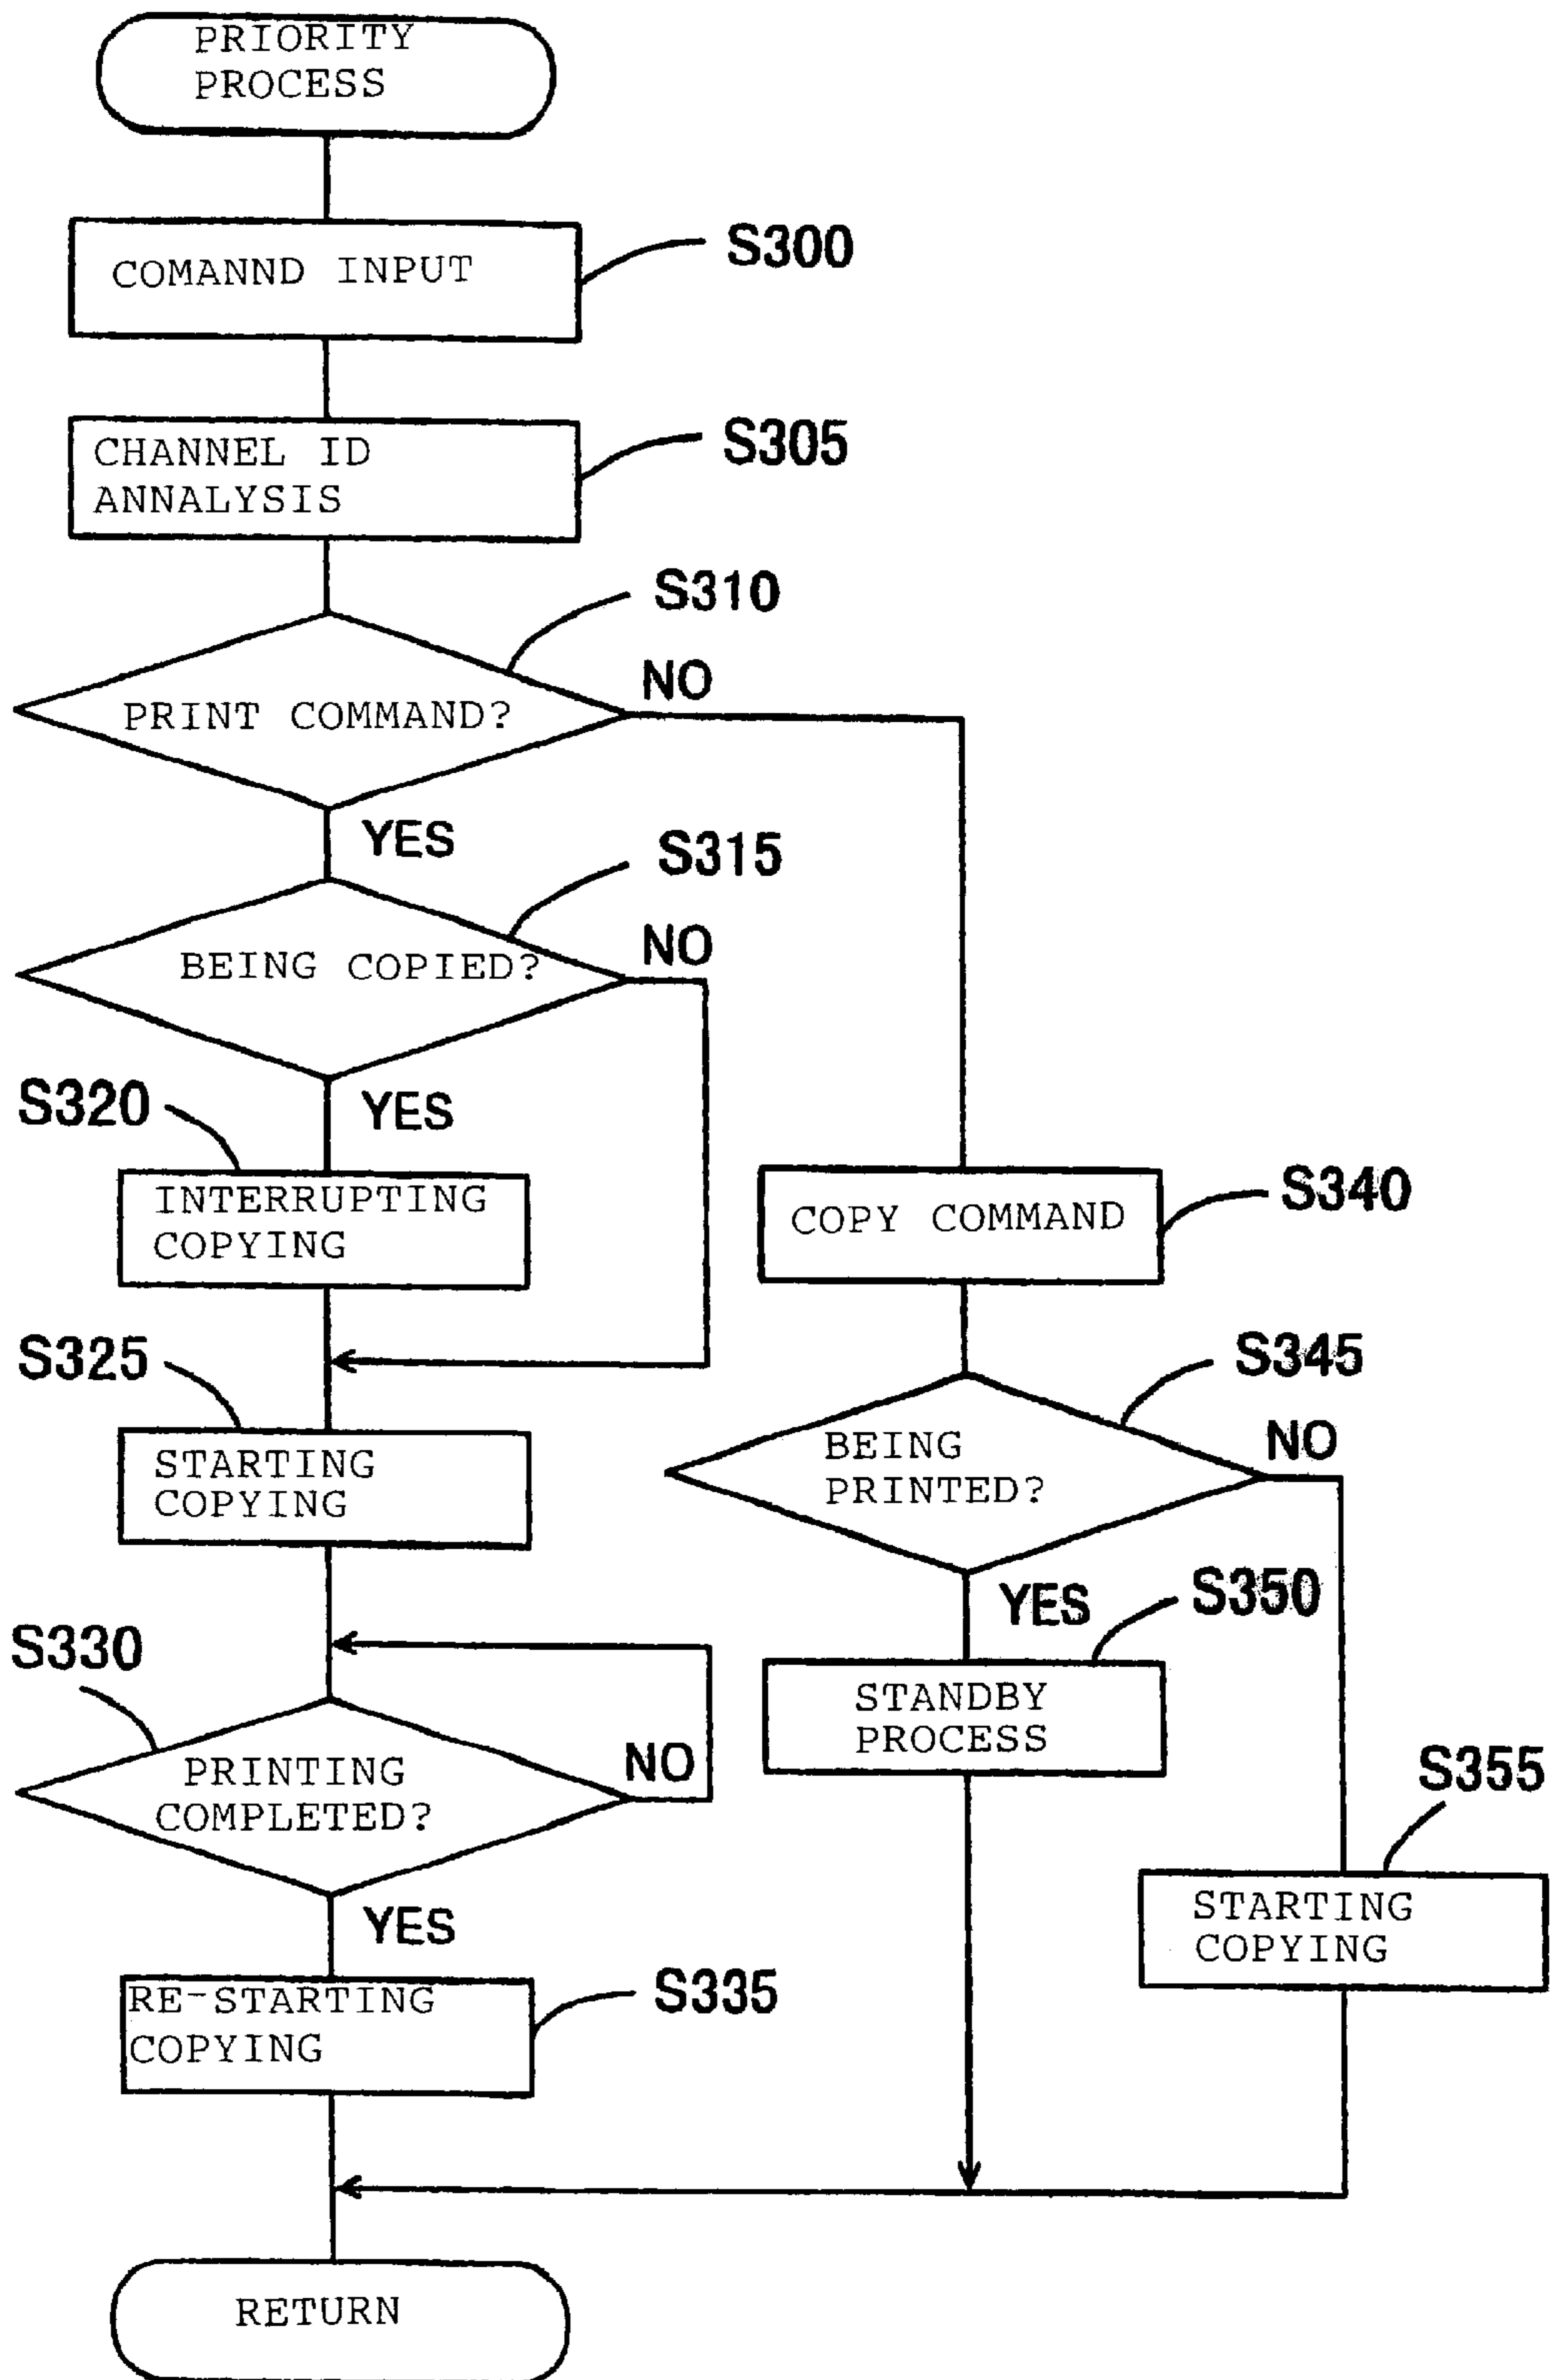 PRIORITY
PROCESS
COMANND INPUT
S300
CHANNEL ID
ANNALYSIS
S305
S310
PRINT COMMAND?
NO
YES
S315
BEING COPIED?
NO
YES
S320
INTERRUPTING
COPYING
S325
STARTING
COPYING
S330
PRINTING
COMPLETED?
NO
YES
RE-STARTING
COPYING
S335
COPY COMMAND
S340
S345
BEING
PRINTED?
NO
YES
S350
STANDBY
PROCESS
S355
STARTING
COPYING
RETURN